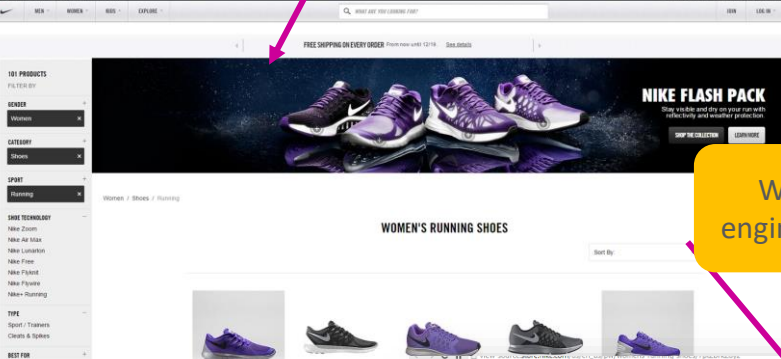 MEN
WOMEN
KIDS
EXPLORE
WHAT ARE YOU LOOKING FOR?
JOIN
LOG IN
FREE SHIPPING ON EVERY ORDER From now until 12/16. See details
101 PRODUCTS
FILTER BY
GENDER
Women
CATEGORY
Shoes
SPORT
Running
SHOE TECHNOLOGY
Nike Zoom
Nike Air Max
Nike Lunarlon
Nike Free
Nike Flyknit
Nike Flywire
Nike+ Running
TYPE
Sport / Trainers
Cleats & Spikes
BEST FOR
NIKE FLASH PACK
Stay visible and dry on your run with
reflectivity and weather protection.
SHOP THE COLLECTION
LEARN MORE
Women / Shoes / Running
WOMEN'S RUNNING SHOES
Sort By
W
engin